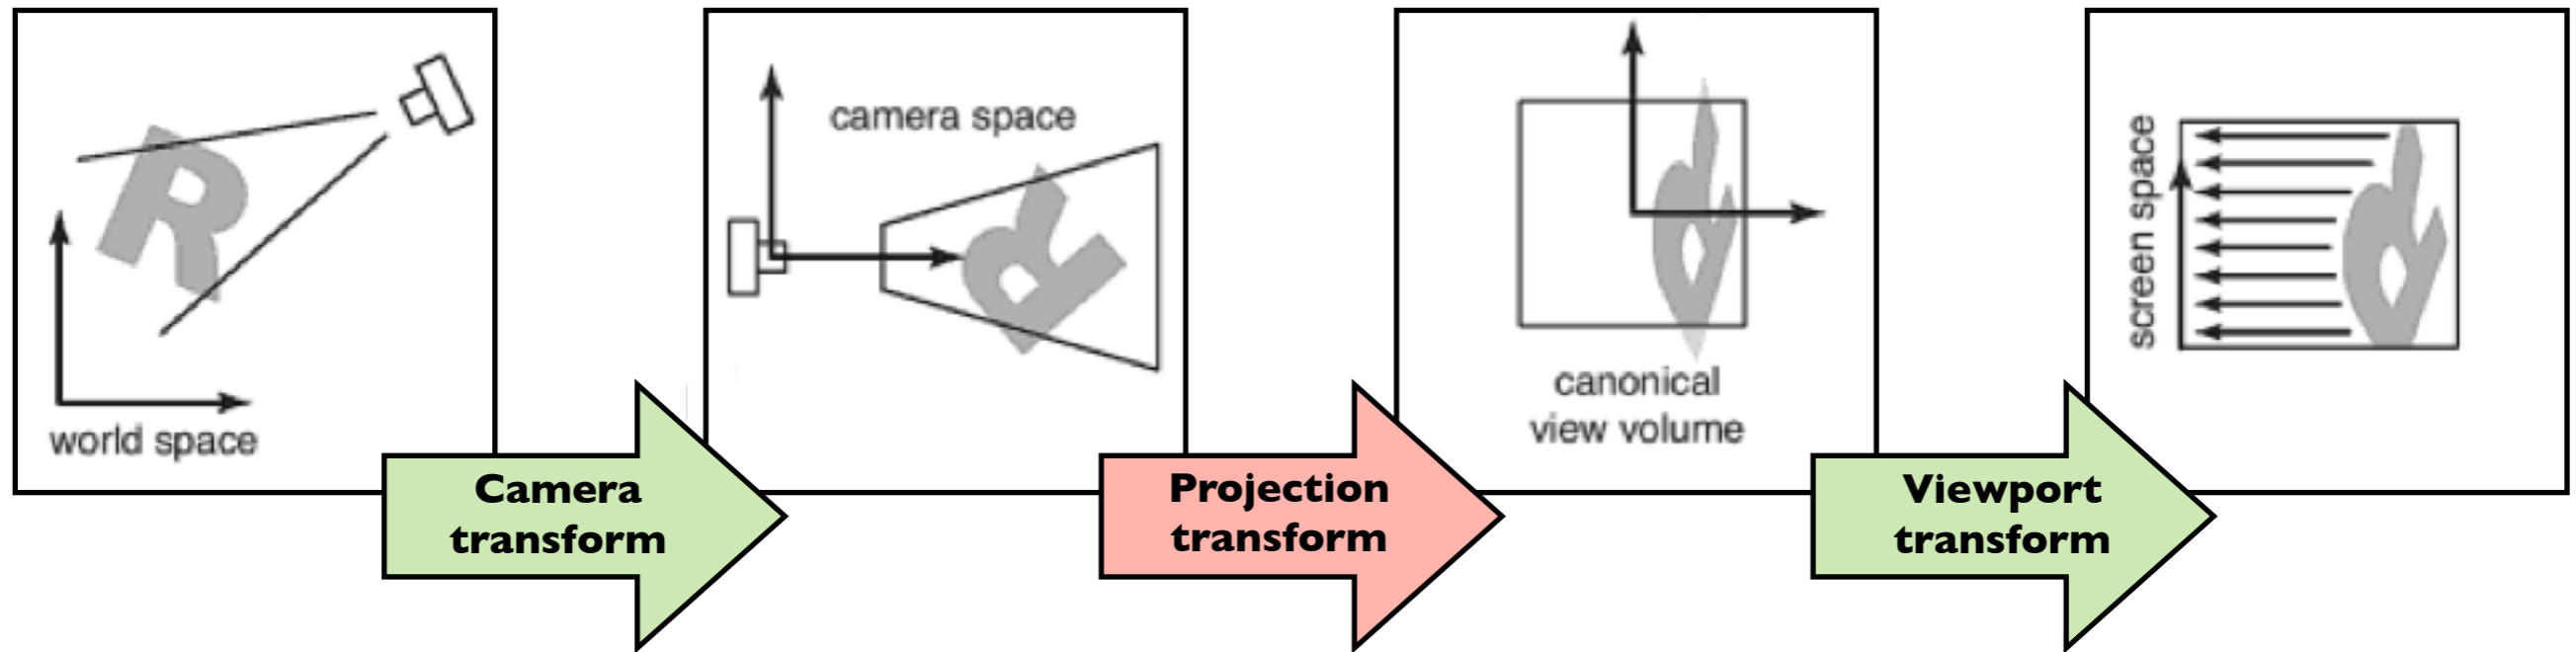 world space
Camera
transform
camera space
Projection
transform
canonical
view volume
Viewport
transform
screen space